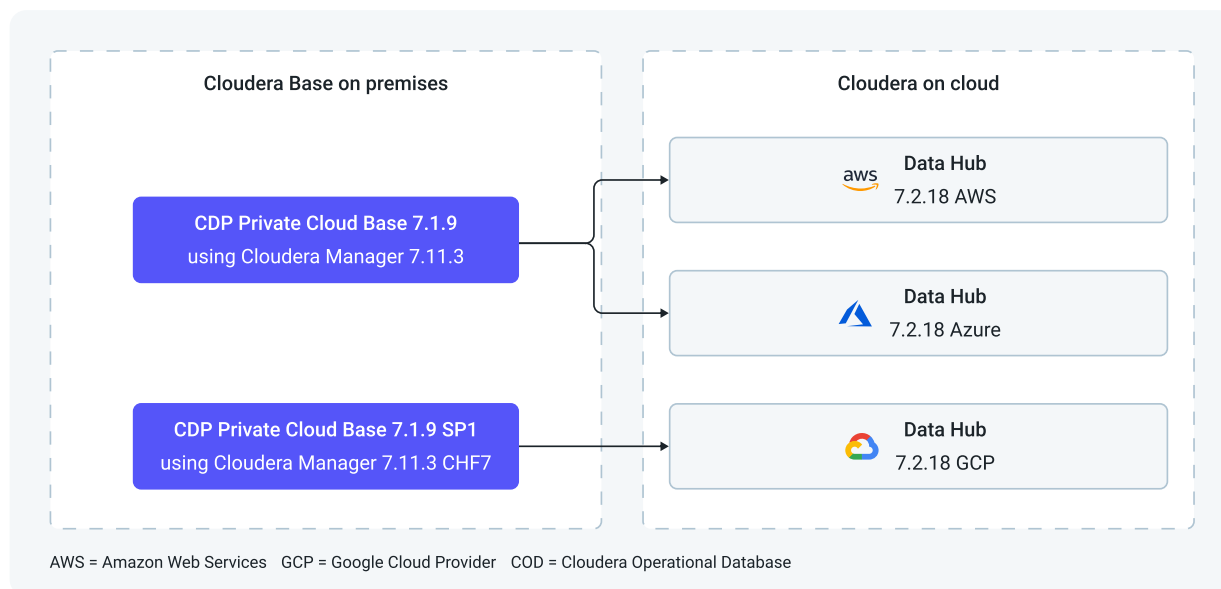 Cloudera Base on premises
CDP Private Cloud Base 7.1.9
using Cloudera Manager 7.11.3
CDP Private Cloud Base 7.1.9 SP1
using Cloudera Manager 7.11.3 CHF7
Cloudera on cloud
aws
Data Hub
7.2.18 AWS
Data Hub
7.2.18 Azure
Data Hub
7.2.18 GCP
AWS = Amazon Web Services GCP = Google Cloud Provider COD = Cloudera Operational Database